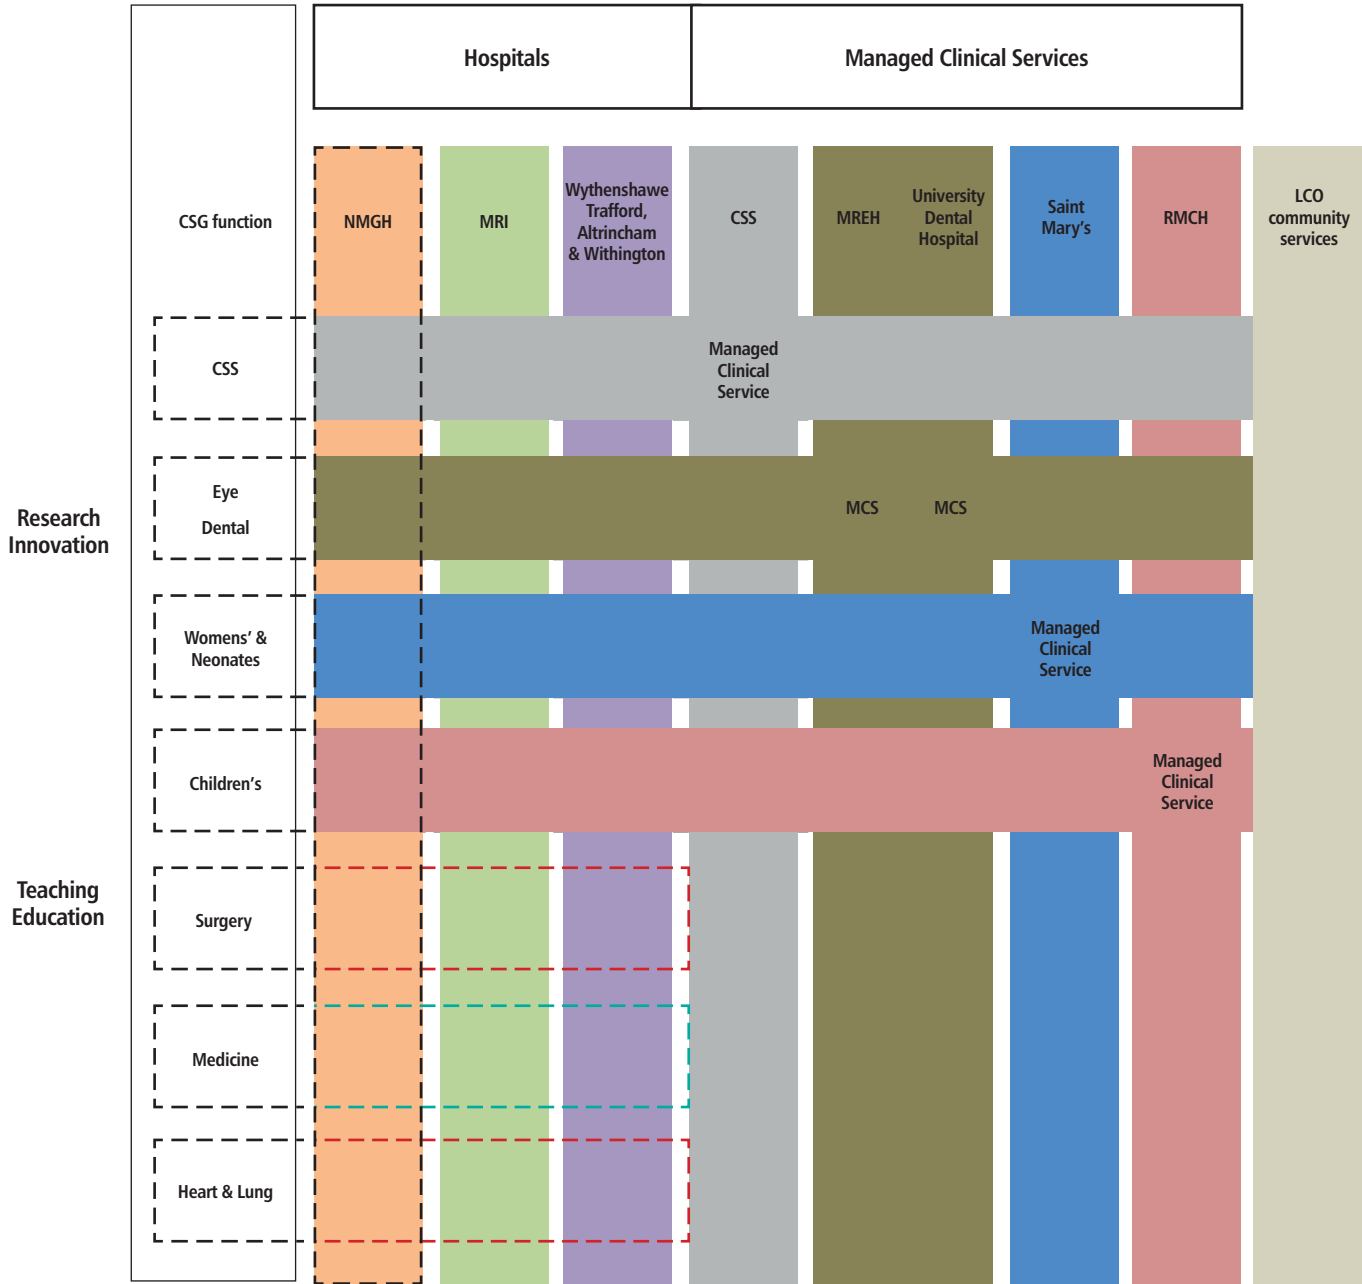 Hospitals
Managed Clinical Services
CSG function
NMGH
MRI
Wythenshawe
Trafford,
Altrincham
& Withington
CSS
MREH
University
Dental
Hospital
Saint
Mary's
RMCH
LCO
community
services
CSS
Managed
Clinical
Service
Research
Innovation
Eye
Dental
MCS
MCS
Womens' &
Neonates
Managed
Clinical
Service
Children's
Managed
Clinical
Service
Teaching
Education
Surgery
Medicine
Heart & Lung